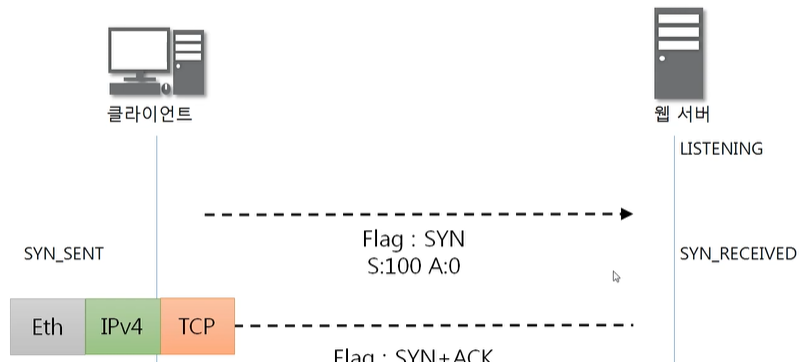 클라이언트
웹 서버
LISTENING
Flag : SYN
S:100 A:0
SYN_SENT
SYN_RECEIVED
Eth
IPv4
TCP
Flag : SYN+ACK